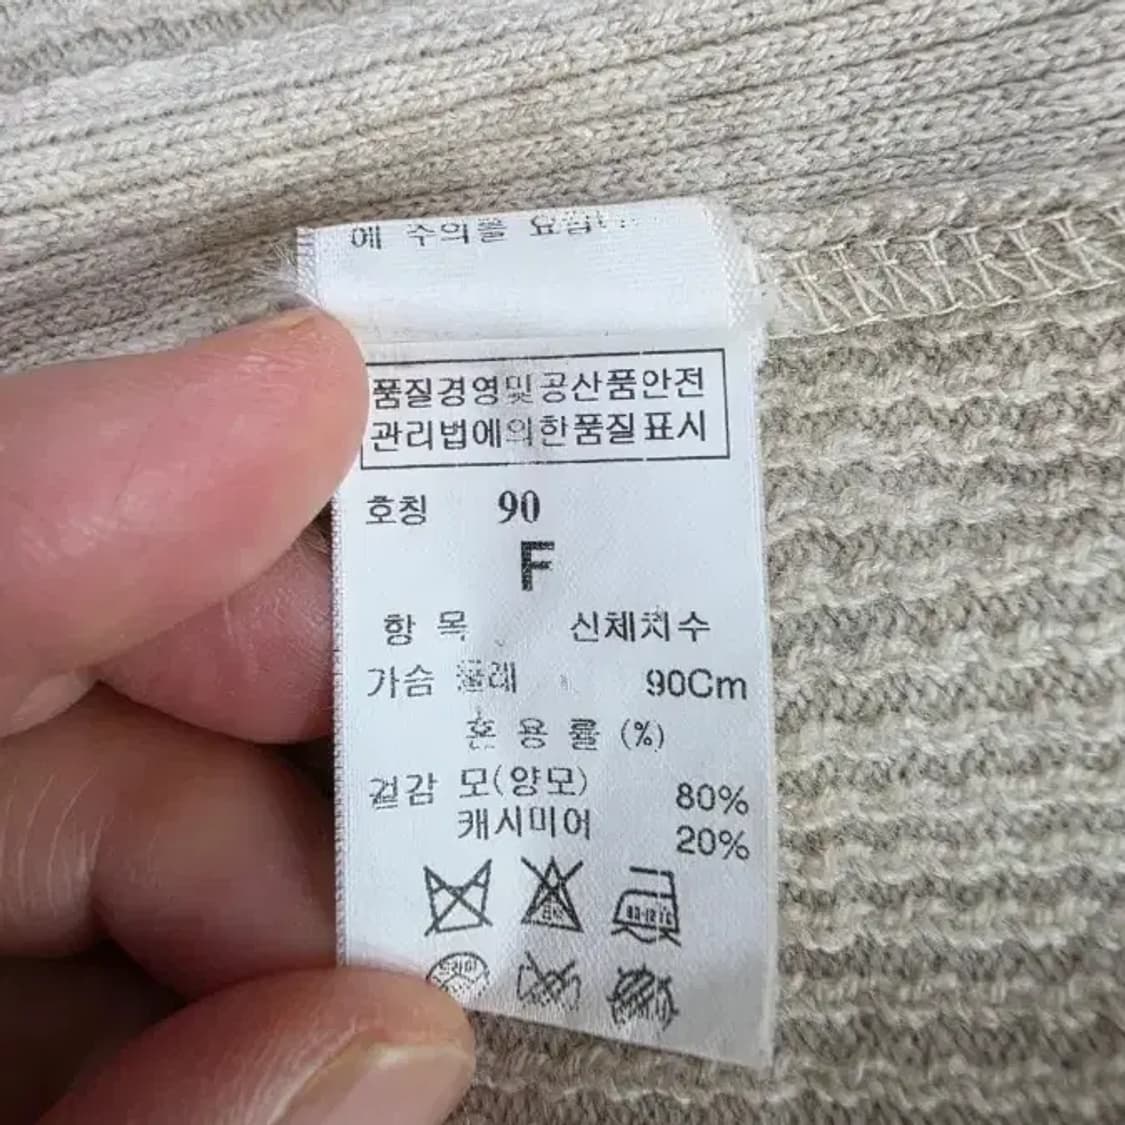 에 수의를 요함
품질경영및공산품안전
관리법에의한품질표시
호칭 90
F
항목 신체치수
가슴둘레 90Cm
혼용률(%)
겉감 모(양모) 80%
캐시미어 20%